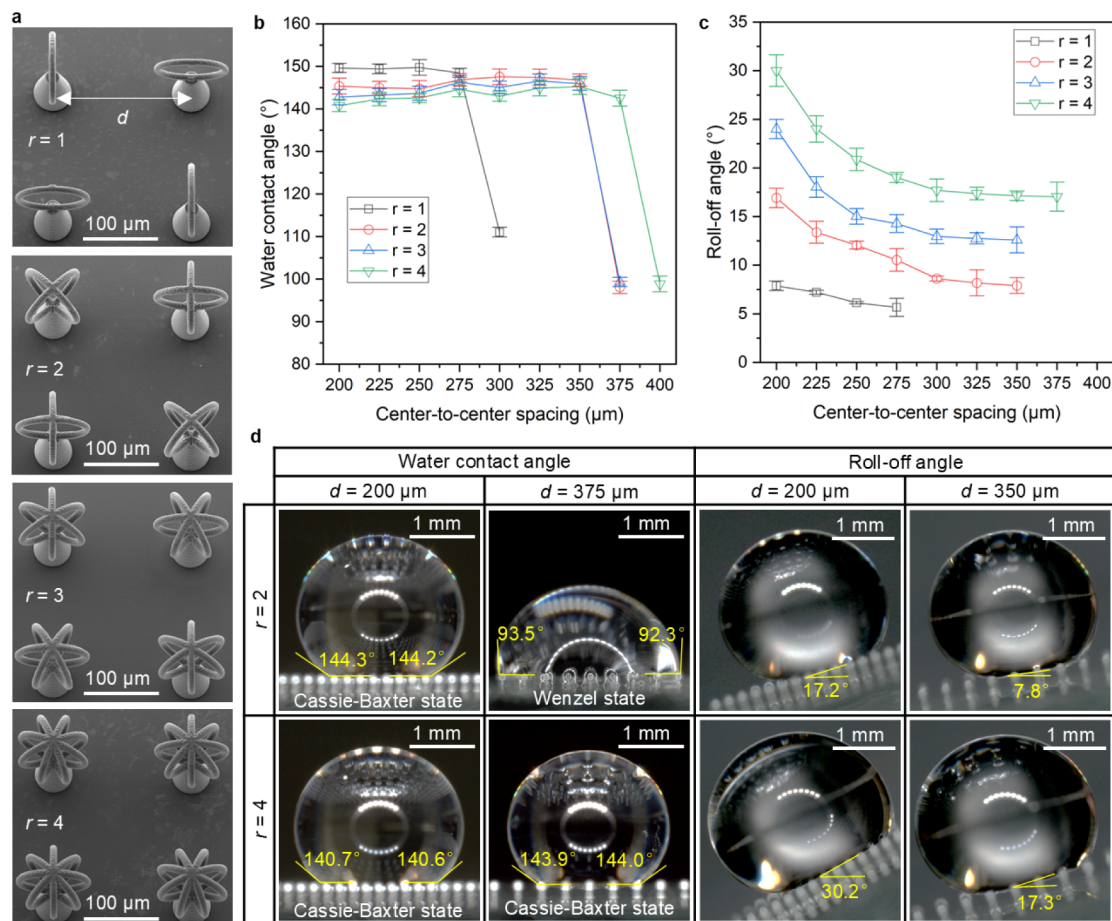 a
d
r = 1
100 µm
r = 2
100 µm
r = 3
100 µm
r = 4
100 µm
b
160
150
140
130
120
110
100
90
80
Water contact angle (°)
r = 1
r = 2
r = 3
r = 4
200 225 250 275 300 325 350 375 400
Center-to-center spacing (µm)
c
35
30
25
20
15
10
5
0
Roll-off angle (°)
r = 1
r = 2
r = 3
r = 4
200 225 250 275 300 325 350 375 400
Center-to-center spacing (µm)
d
Water contact angle Roll-off angle
d = 200 µm d = 375 µm d = 200 µm d = 350 µm
r = 2
1 mm
144.3° 144.2°
Cassie-Baxter state
1 mm
93.5° 92.3°
Wenzel state
1 mm
17.2°
1 mm
7.8°
r = 4
1 mm
140.7° 140.6°
Cassie-Baxter state
1 mm
143.9° 144.0°
Cassie-Baxter state
1 mm
30.2°
1 mm
17.3°